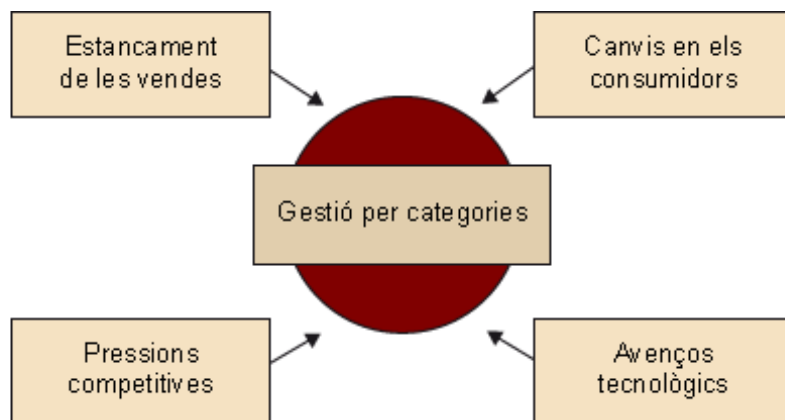 Estancament
de les vendes
Canvis en els
consumidors
Gestió per categories
Pressions
competitives
Avenços
tecnològics